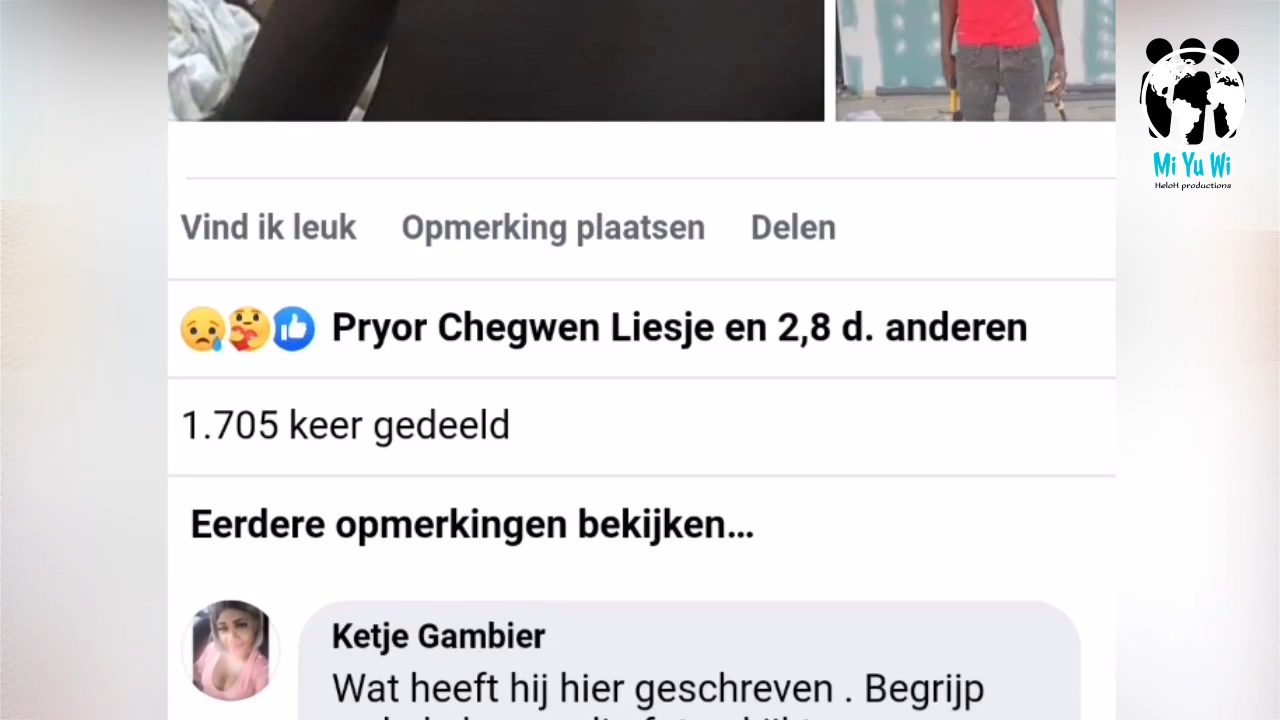 Mi Yu Wi
HeloH productions
Vind ik leuk Opmerking plaatsen Delen
Pryor Chegwen Liesje en 2,8 d. anderen
1.705 keer gedeeld
Eerdere opmerkingen bekijken...
Ketje Gambier
Wat heeft hij hier geschreven . Begrijp